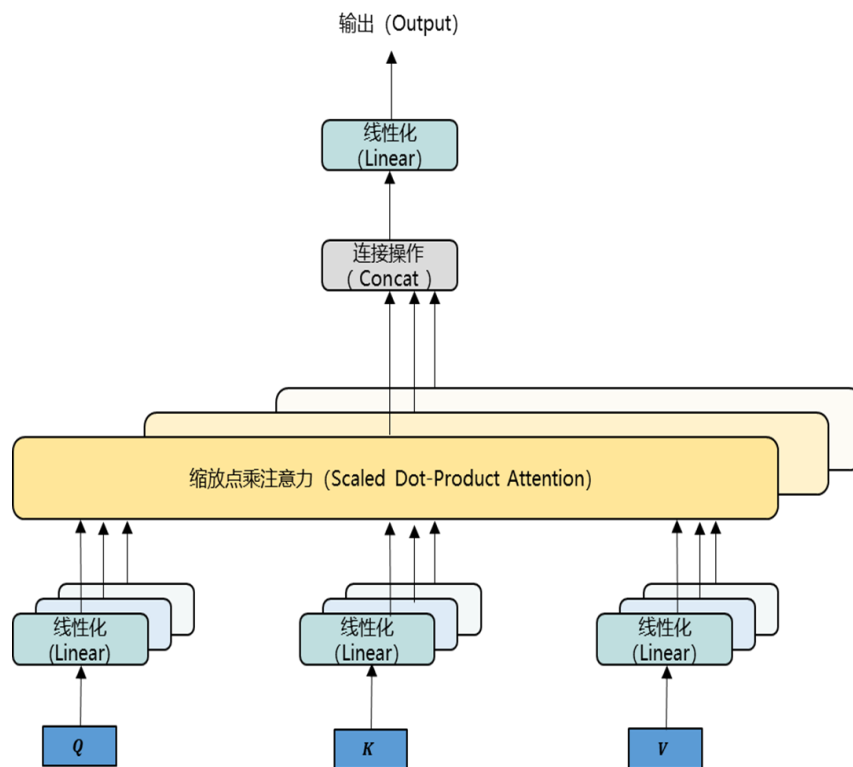 输出（Output）
线性化
(Linear)
连接操作
( Concat )
缩放点乘注意力（Scaled Dot-Product Attention）
线性化
(Linear)
线性化
(Linear)
线性化
(Linear)
Q
K
V